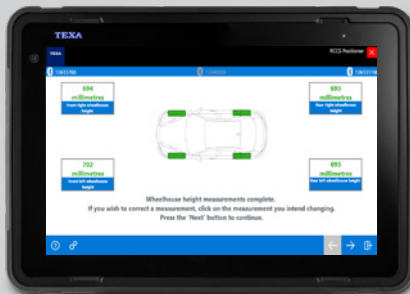 TEXA
TEXA
RCCS Positioner
694
millimetres
Front right wheelhouse
height
693
millimetres
Rear right wheelhouse
height
702
millimetres
Front left wheelhouse
height
693
millimetres
Rear left wheelhouse
height
Wheelhouse height measurements complete.
If you wish to correct a measurement, click on the measurement you intend changing.
Press the 'Next' button to continue.